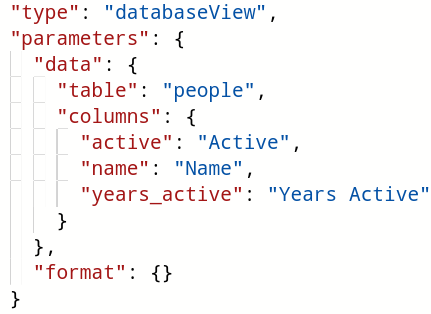 "type": "databaseView",
"parameters": {
  "data": {
    "table": "people",
    "columns": {
      "active": "Active",
      "name": "Name",
      "years_active": "Years Active"
    }
  },
  "format": {}
}